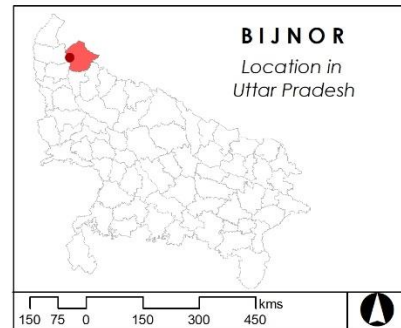 BIJNOR
Location in
Uttar Pradesh
kms
150 75 0 150 300 450